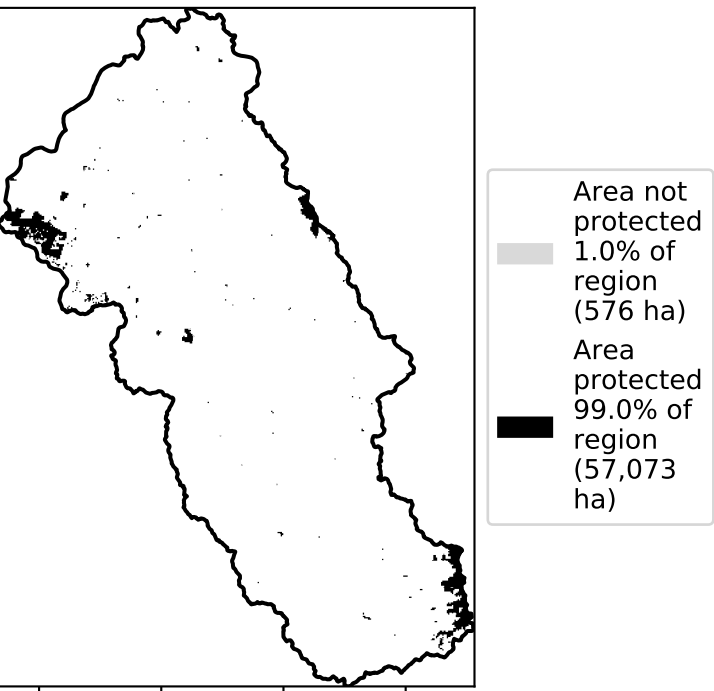 Area not
protected
1.0% of
region
(576 ha)
Area
protected
99.0% of
region
(57,073
ha)